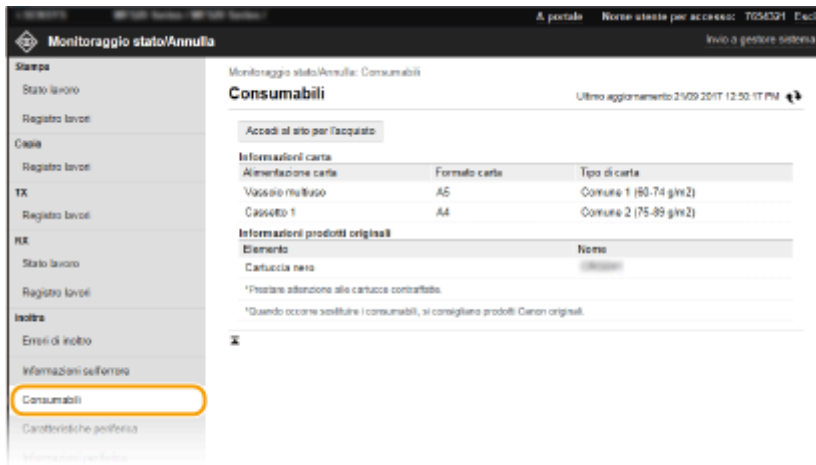 A portale Nome utente per accesso: 7654321
Monitoraggio stato/Annulla
Invio a gestore sistema
Stampa
Stato lavoro
Registro lavori
Copia
Registro lavori
TX
Registro lavori
RX
Stato lavoro
Registro lavori
Inoltra
Errori di inoltro
Informazioni sull'errore
Consumabili
Caratteristiche periferica
Monitoraggio stato/Annulla: Consumabili
Consumabili
Ultimo aggiornamento 21/09 2017 12:50:17 PM
Accedi al sito per l'acquisto
Informazioni carta
Alimentazione carta Formato carta Tipo di carta
Vassoio multiuso A5 Comune 1 (60-74 g/m2)
Cassetto 1 A4 Comune 2 (75-89 g/m2)
Informazioni prodotti originali
Elemento Nome
Cartuccia nero
*Prestare attenzione alle cartucce contraffatte.
*Quando occorre sostituire i consumabili, si consigliano prodotti Canon originali.